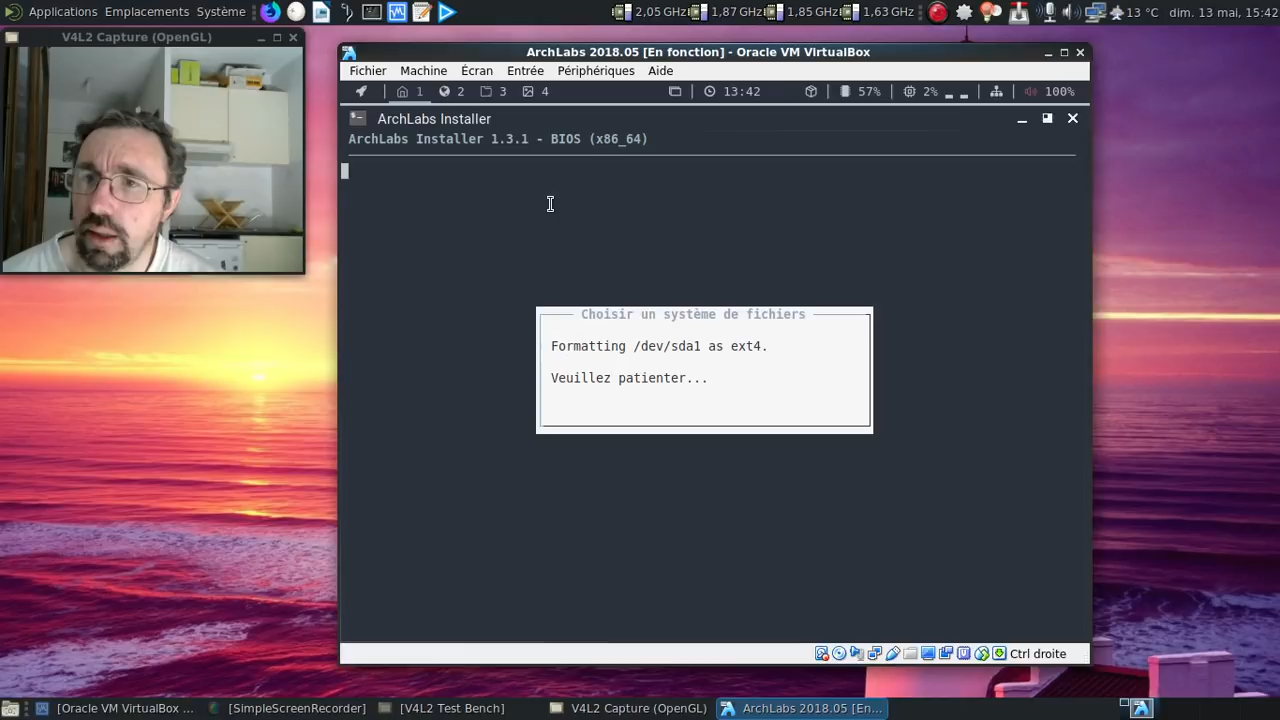 Applications Emplacements Système 2,05 GHz 1,87 GHz 1,85 GHz 1,63 GHz 13 °C dim. 13 mai, 15:42
V4L2 Capture (OpenGL)
ArchLabs 2018.05 [En fonction] - Oracle VM VirtualBox
Fichier Machine Écran Entrée Périphériques Aide
1 2 3 4 13:42 57% 2% 100%
ArchLabs Installer
ArchLabs Installer 1.3.1 - BIOS (x86_64)
Choisir un système de fichiers
Formatting /dev/sda1 as ext4.
Veuillez patienter...
Ctrl droite
[Oracle VM VirtualBox ... [SimpleScreenRecorder] [V4L2 Test Bench] V4L2 Capture (OpenGL) ArchLabs 2018.05 [En...